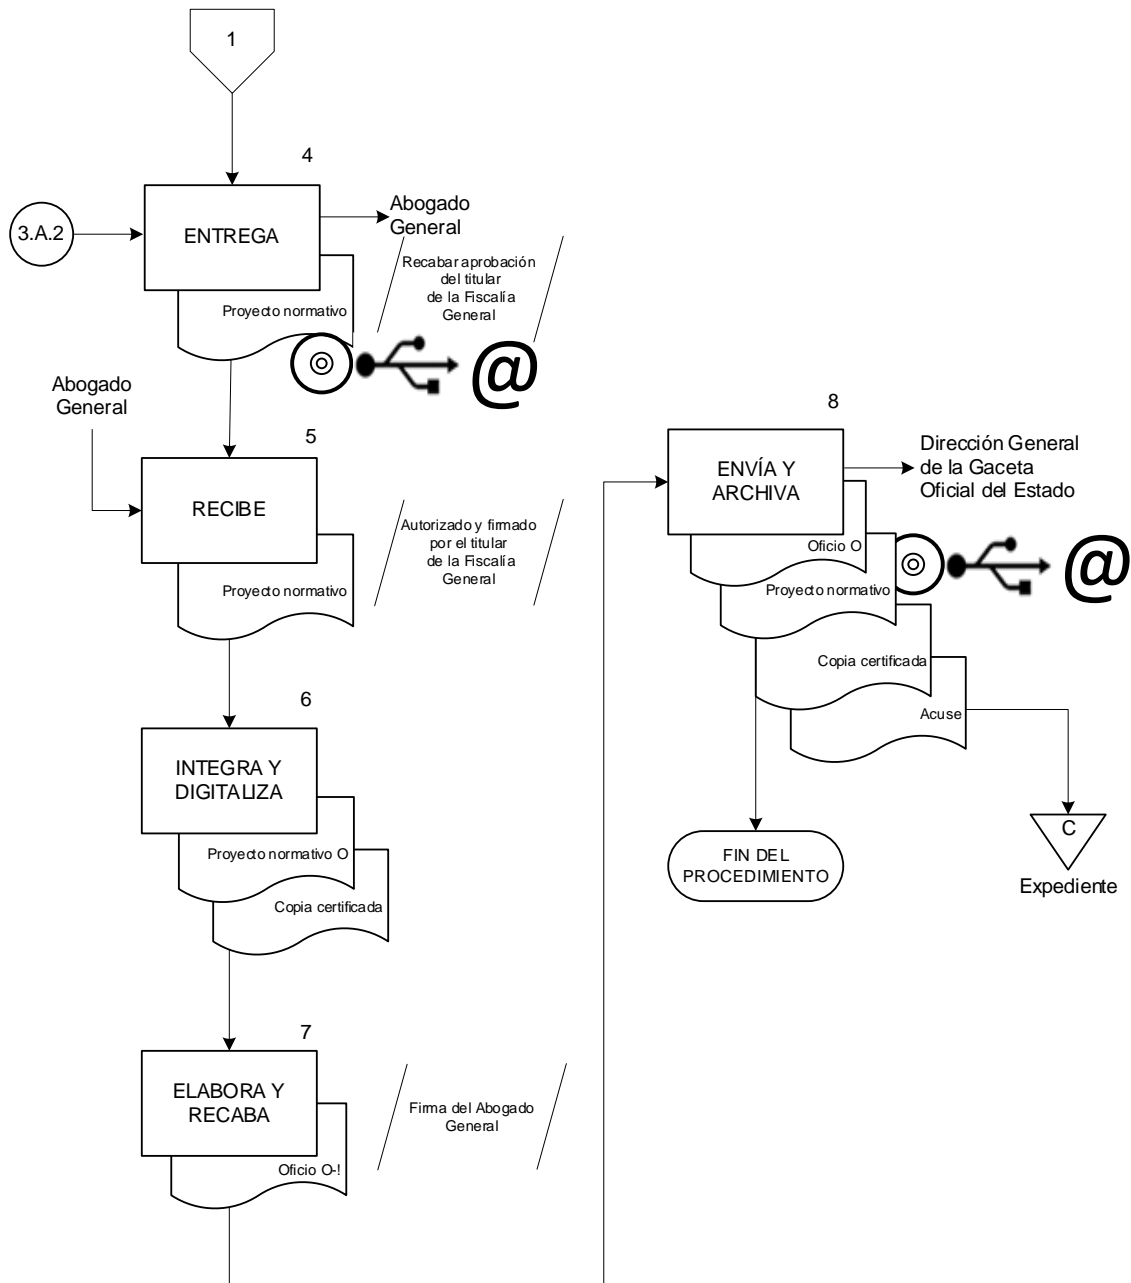 1
4
3.A.2
ENTREGA
Abogado
General
Recabar aprobación
del titular
de la Fiscalía
General
Proyecto normativo
@
Abogado
General
5
RECIBE
Autorizado y firmado
por el titular
de la Fiscalía
General
Proyecto normativo
6
INTEGRA Y
DIGITALIZA
Proyecto normativo O
Copia certificada
7
ELABORA Y
RECABA
Firma del Abogado
General
Oficio O-!
8
ENVÍA Y
ARCHIVA
Dirección General
de la Gaceta
Oficial del Estado
Oficio O
@
Proyecto normativo
Copia certificada
Acuse
FIN DEL
PROCEDIMIENTO
C
Expediente